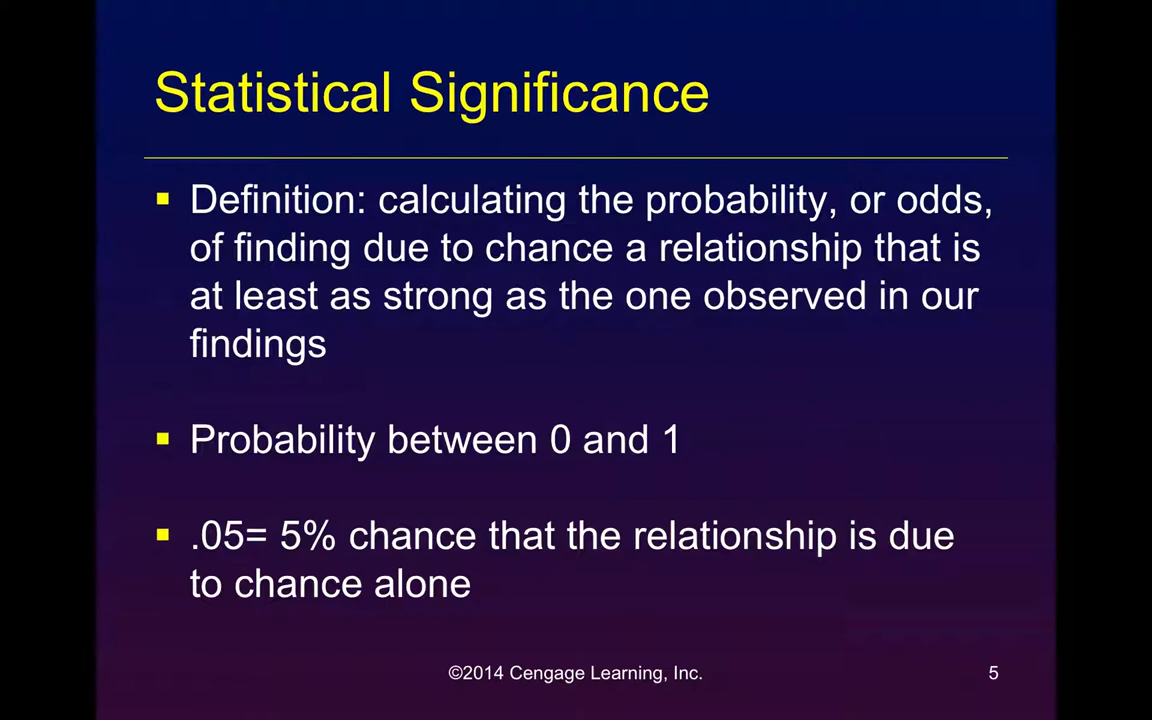 Statistical Significance
▪ Definition: calculating the probability, or odds,
of finding due to chance a relationship that is
at least as strong as the one observed in our
findings
▪ Probability between 0 and 1
▪ .05= 5% chance that the relationship is due
to chance alone
©2014 Cengage Learning, Inc.
5